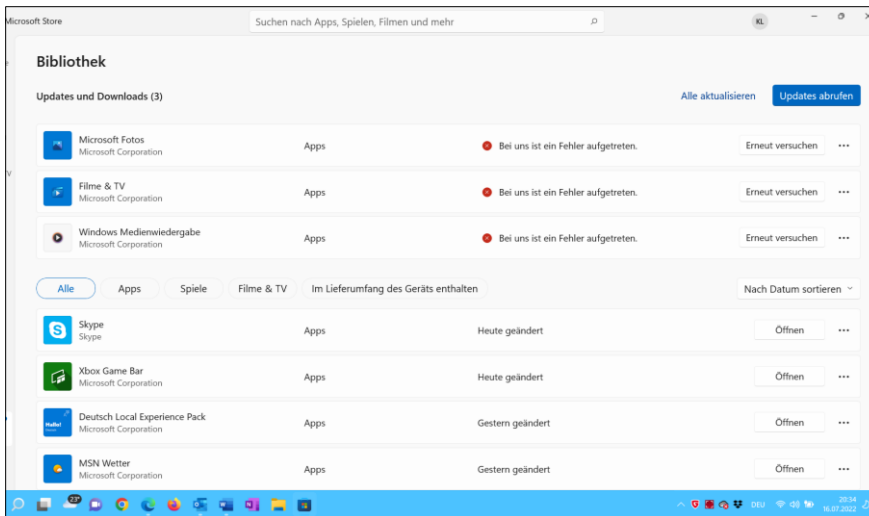 Microsoft Store
Suchen nach Apps, Spielen, Filmen und mehr
KL
Bibliothek
Updates und Downloads (3)
Alle aktualisieren
Updates abrufen
Microsoft Fotos
Microsoft Corporation
Apps
Bei uns ist ein Fehler aufgetreten.
Erneut versuchen
Filme & TV
Microsoft Corporation
Apps
Bei uns ist ein Fehler aufgetreten.
Erneut versuchen
Windows Medienwiedergabe
Microsoft Corporation
Apps
Bei uns ist ein Fehler aufgetreten.
Erneut versuchen
Alle
Apps
Spiele
Filme & TV
Im Lieferumfang des Geräts enthalten
Nach Datum sortieren
Skype
Skype
Apps
Heute geändert
Öffnen
Xbox Game Bar
Microsoft Corporation
Apps
Heute geändert
Öffnen
Hallo!
Deutsch Local Experience Pack
Microsoft Corporation
Apps
Gestern geändert
Öffnen
MSN Wetter
Microsoft Corporation
Apps
Gestern geändert
Öffnen
23°
DEU
20:54
16.07.2022